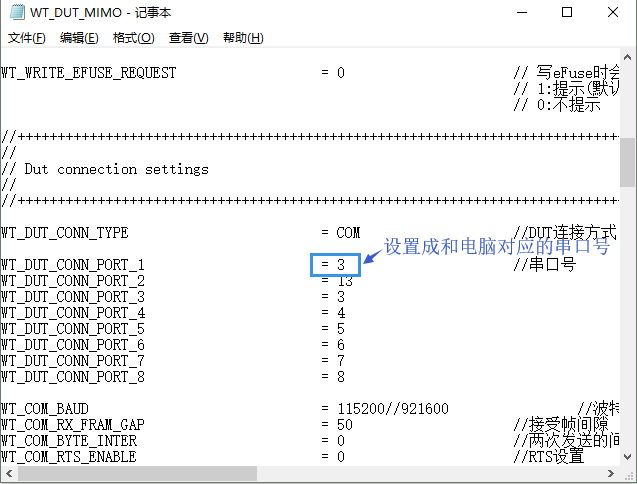 WT_DUT_MIMO - 记事本
文件(F) 编辑(E) 格式(O) 查看(V) 帮助(H)
WT_WRITE_EFUSE_REQUEST = 0 // 写eFuse时会
// 1:提示(默认
// 0:不提示
//++++++++++++++++++++++++++++++++++++++++++++++++++++++++++++++++++++++++++
//
// Dut connection settings
//
//++++++++++++++++++++++++++++++++++++++++++++++++++++++++++++++++++++++++++
WT_DUT_CONN_TYPE = COM //DUT连接方式
设置成和电脑对应的串口号
WT_DUT_CONN_PORT_1 = 3 //串口号
WT_DUT_CONN_PORT_2 = 13
WT_DUT_CONN_PORT_3 = 3
WT_DUT_CONN_PORT_4 = 4
WT_DUT_CONN_PORT_5 = 5
WT_DUT_CONN_PORT_6 = 6
WT_DUT_CONN_PORT_7 = 7
WT_DUT_CONN_PORT_8 = 8
WT_COM_BAUD = 115200//921600 //波特
WT_COM_RX_FRAM_GAP = 50 //接受帧间隙
WT_COM_BYTE_INTER = 0 //两次发送的间
WT_COM_RTS_ENABLE = 0 //RTS设置